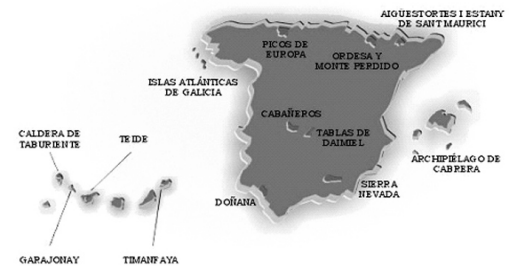 AIGÜESTORTES I ESTANY
DE SANT MAURICI
PICOS DE
EUROPA
ORDESA Y
MONTE PERDIDO
ISLAS ATLÁNTICAS
DE GALICIA
CABAÑEROS
TABLAS DE
DAIMIEL
CALDERA DE
TABURIENTE
TEIDE
ARCHIPIÉLAGO DE
CABRERA
SIERRA
NEVADA
DOÑANA
GARAJONAY
TIMANFAYA